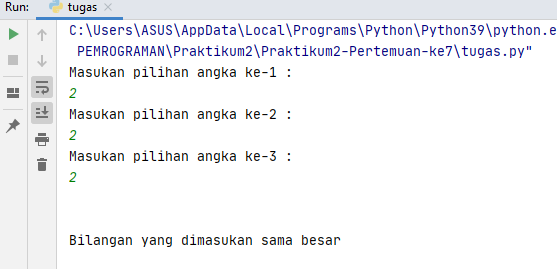 Run: tugas
C:\Users\ASUS\AppData\Local\Programs\Python\Python39\python.e
PEMROGRAMAN\Praktikum2\Praktikum2-Pertemuan-ke7\tugas.py"
Masukan pilihan angka ke-1 :
2
Masukan pilihan angka ke-2 :
2
Masukan pilihan angka ke-3 :
2
Bilangan yang dimasukan sama besar